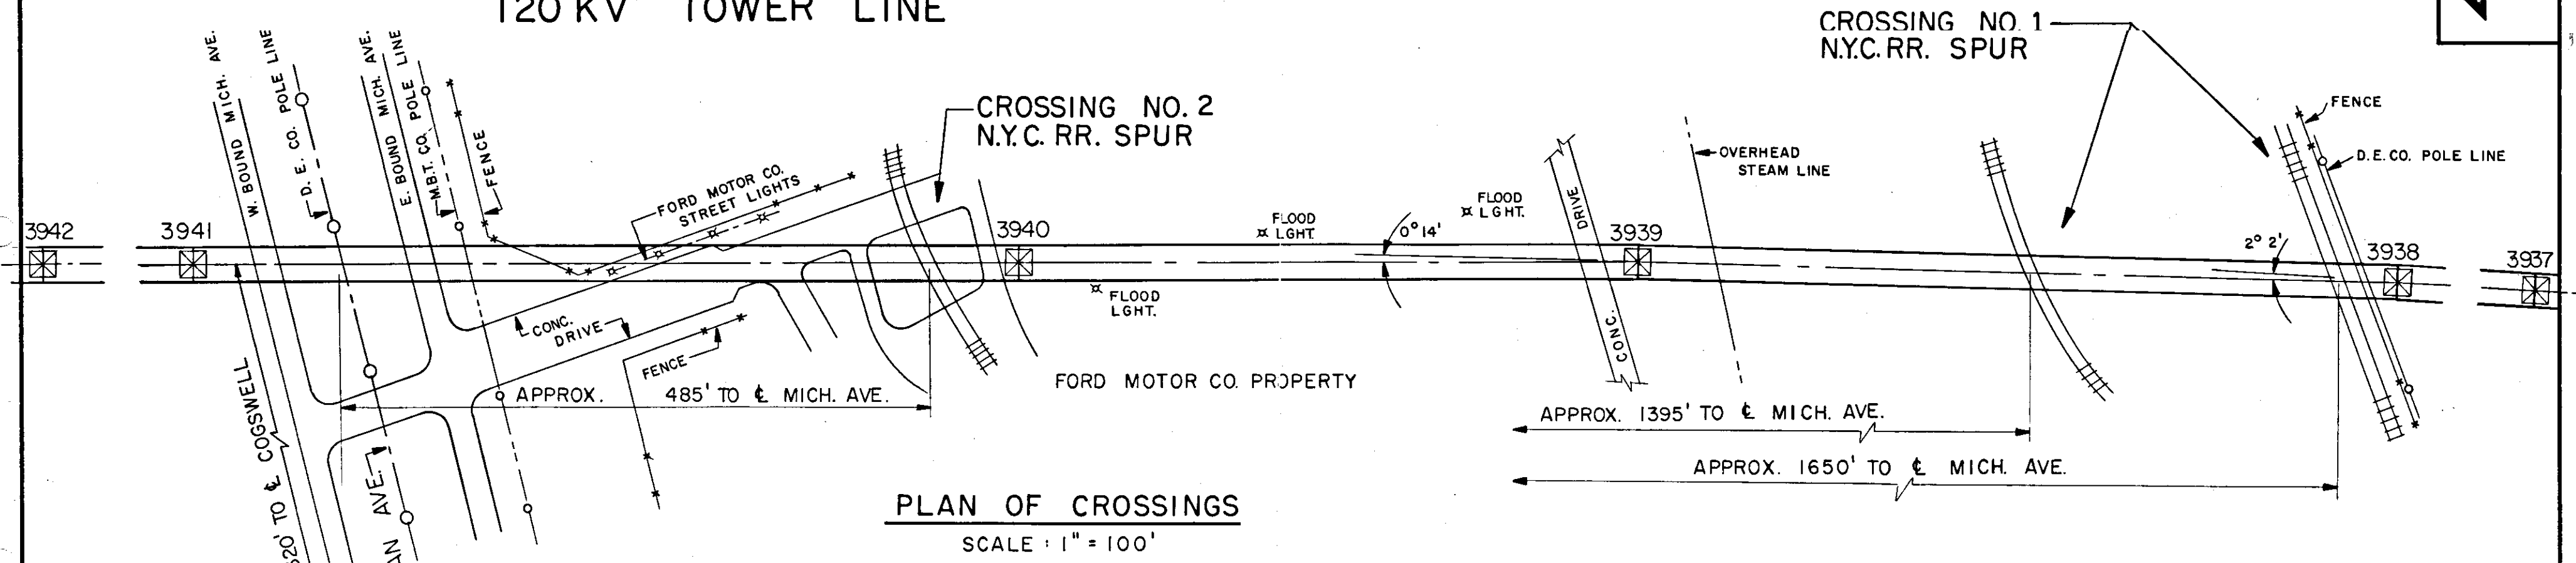 120 KV TOWER LINE
CROSSING NO. 1
N.Y.C. RR. SPUR
CROSSING NO. 2
N.Y.C. RR. SPUR
W. BOUND MICH. AVE.
D. E. CO. POLE LINE
E. BOUND MICH. AVE.
M.B.T. CO. POLE LINE
FENCE
FORD MOTOR CO.
STREET LIGHTS
FLOOD
LGHT.
FLOOD
LGHT.
FLOOD
LGHT.
0° 14'
DRIVE
CONC.
OVERHEAD
STEAM LINE
FENCE
D.E.CO. POLE LINE
2° 2'
3942
3941
3940
3939
3938
3937
CONC.
DRIVE
FENCE
FORD MOTOR CO. PROPERTY
APPROX. 485' TO ℄ MICH. AVE.
APPROX. 1395' TO ℄ MICH. AVE.
APPROX. 1650' TO ℄ MICH. AVE.
20' TO ℄ COGSWELL
AN AVE.
PLAN OF CROSSINGS
SCALE : 1" = 100'